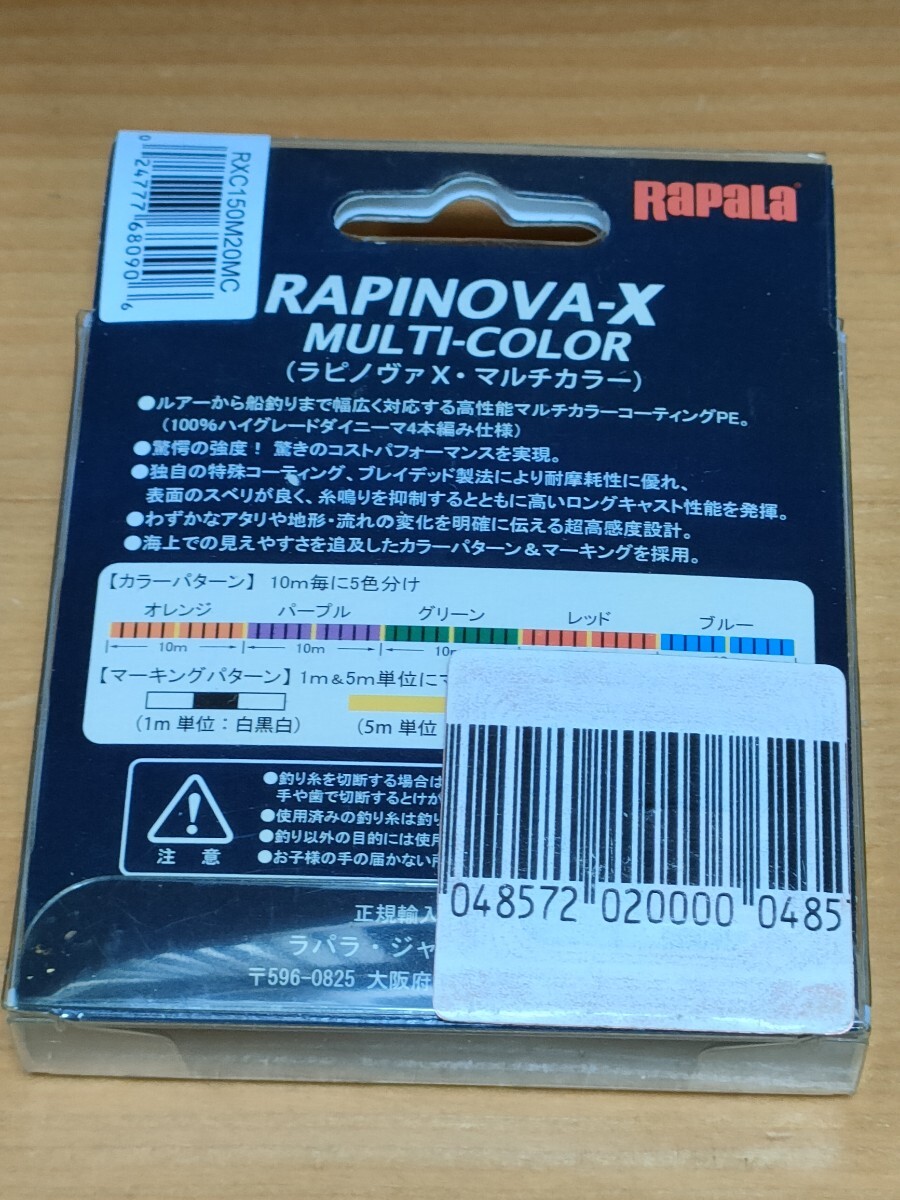 RXC150M20MC
0 24777 68090 6
RAPALA
RAPINOVA-X
MULTI-COLOR
(ラピノヴァX・マルチカラー)
●ルアーから船釣りまで幅広く対応する高性能マルチカラーコーティングPE。
(100%ハイグレードダイニーマ4本編み仕様)
●驚愕の強度! 驚きのコストパフォーマンスを実現。
●独自の特殊コーティング、ブレイデッド製法により耐摩耗性に優れ、
表面のスベリが良く、糸鳴りを抑制するとともに高いロングキャスト性能を発揮。
●わずかなアタリや地形・流れの変化を明確に伝える超高感度設計。
●海上での見えやすさを追及したカラーパターン&マーキングを採用。
【カラーパターン】 10m毎に5色分け
オレンジ パープル グリーン レッド ブルー
10m 10m 10m
【マーキングパターン】 1m&5m単位に
(1m 単位:白黒白) (5m 単位
●釣り糸を切断する場合は
手や歯で切断するとけが
●使用済みの釣り糸は釣り
●釣り以外の目的には使用
●お子様の手の届かない
注 意
正規輸入
ラパラ・ジャ
〒596-0825 大阪府
048572 020000 0485